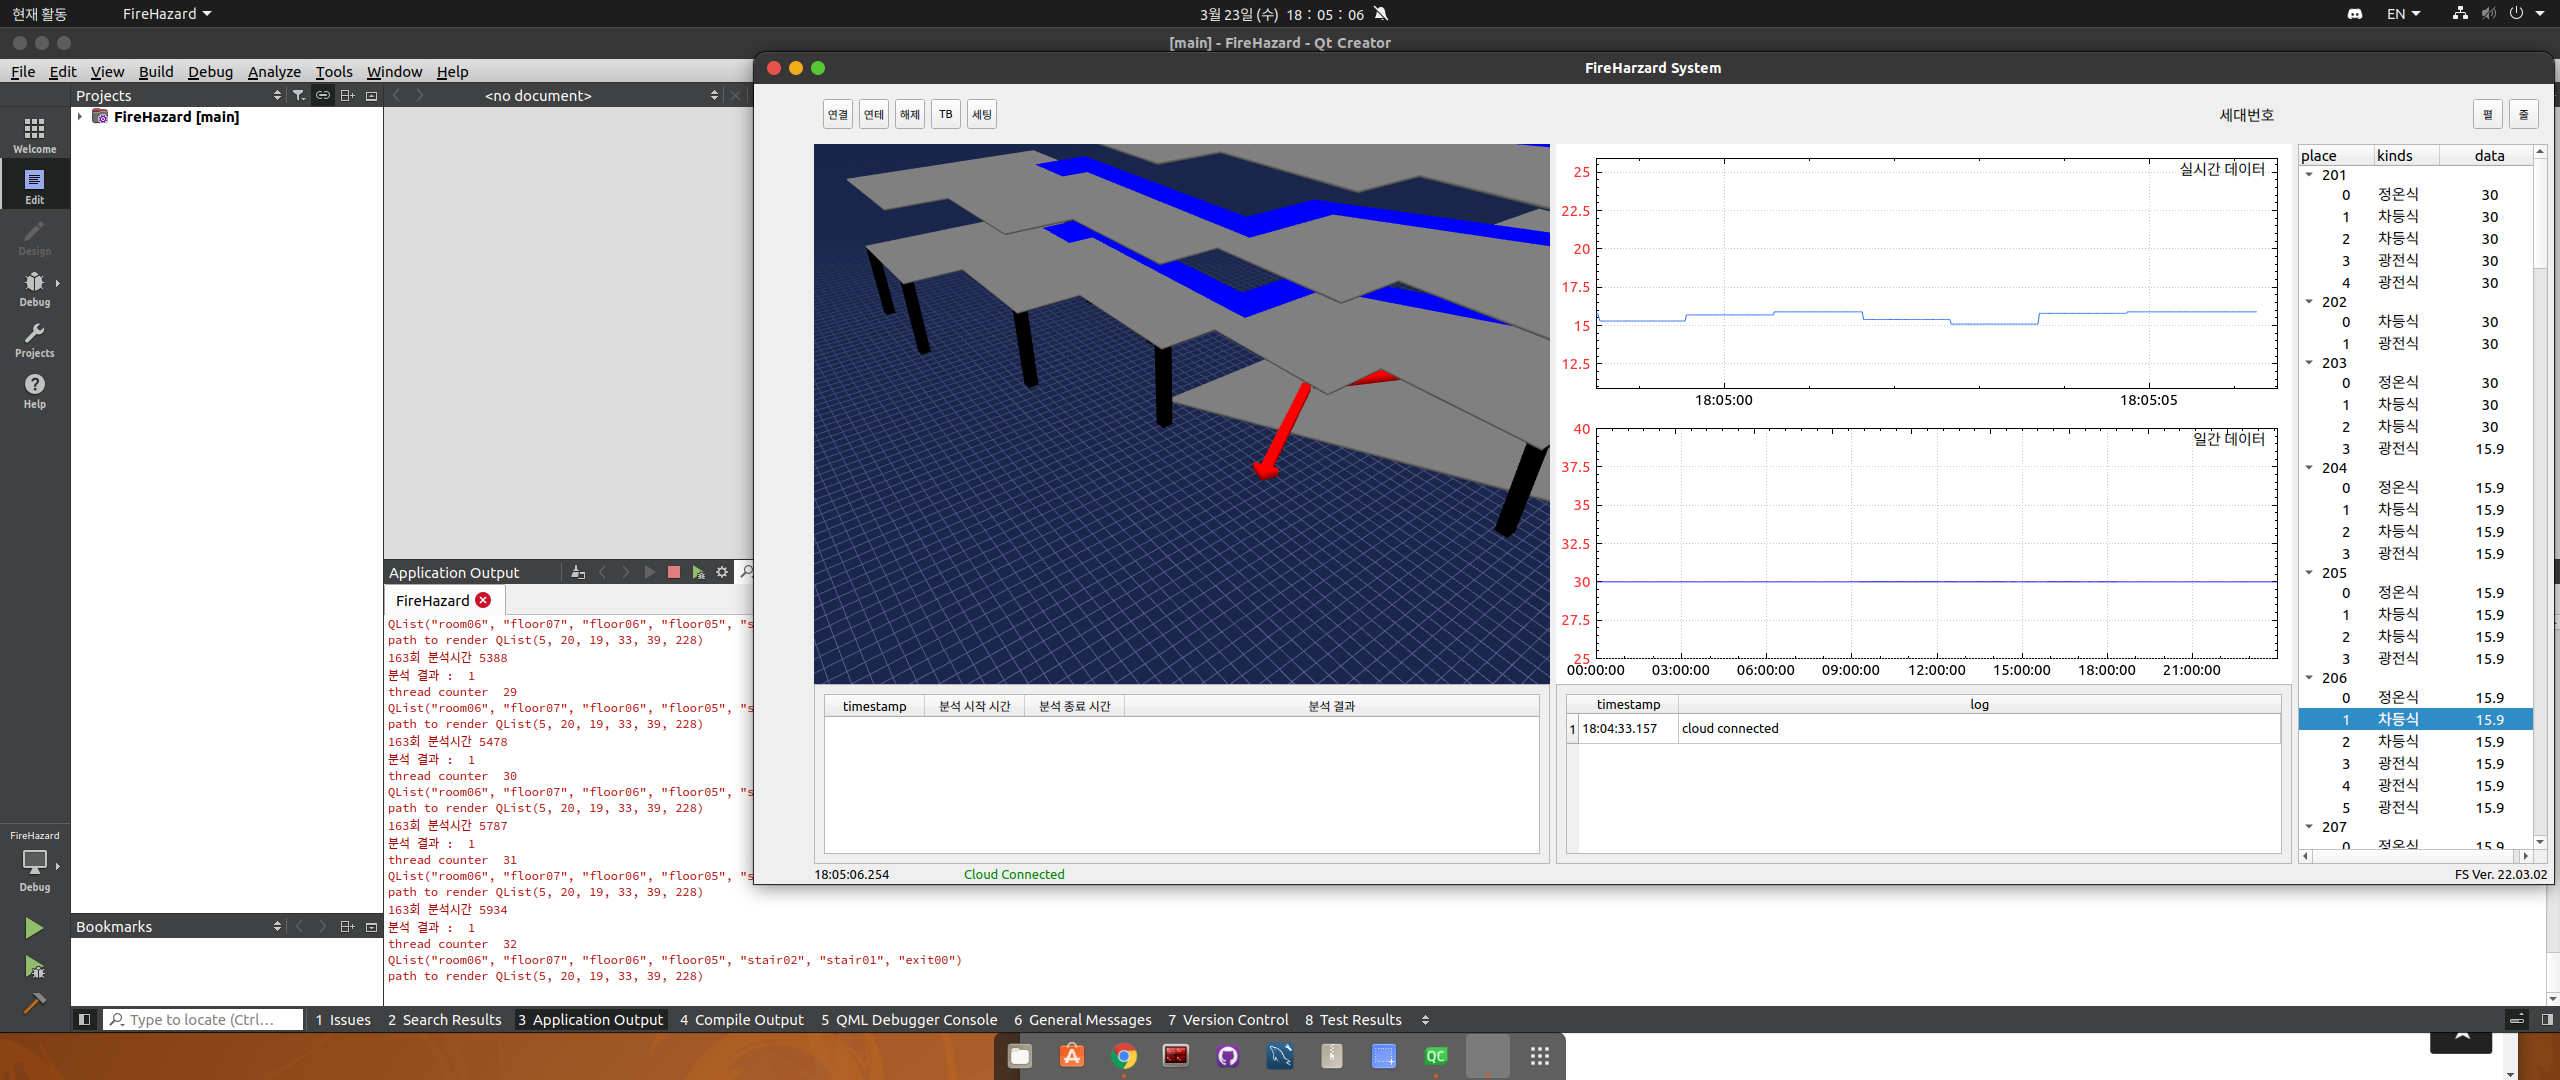 현재 활동
FireHazard
3월 23일 (수) 18 : 05 : 06
EN
[main] - FireHazard - Qt Creator
File Edit View Build Debug Analyze Tools Window Help
Projects
<no document>
FireHazard [main]
Welcome
Edit
Design
Debug
Projects
Help
FireHazard
Debug
Bookmarks
Application Output
FireHazard
QList("room06", "floor07", "floor06", "floor05", "s
path to render QList(5, 20, 19, 33, 39, 228)
163회 분석시간 5388
분석 결과 : 1
thread counter 29
QList("room06", "floor07", "floor06", "floor05", "s
path to render QList(5, 20, 19, 33, 39, 228)
163회 분석시간 5478
분석 결과 : 1
thread counter 30
QList("room06", "floor07", "floor06", "floor05", "s
path to render QList(5, 20, 19, 33, 39, 228)
163회 분석시간 5787
분석 결과 : 1
thread counter 31
QList("room06", "floor07", "floor06", "floor05", "s
path to render QList(5, 20, 19, 33, 39, 228)
163회 분석시간 5934
분석 결과 : 1
thread counter 32
QList("room06", "floor07", "floor06", "floor05", "stair02", "stair01", "exit00")
path to render QList(5, 20, 19, 33, 39, 228)
FireHarzard System
연결 연테 해제 TB 세팅
세대번호
펼 줄
실시간 데이터
25
22.5
20
17.5
15
12.5
18:05:00 18:05:05
일간 데이터
40
37.5
35
32.5
30
27.5
25
00:00:00 03:00:00 06:00:00 09:00:00 12:00:00 15:00:00 18:00:00 21:00:00
place kinds data
201
0 정온식 30
1 차등식 30
2 차등식 30
3 광전식 30
4 광전식 30
202
0 차등식 30
1 차등식 30
203
0 정온식 30
1 차등식 30
2 차등식 30
3 광전식 15.9
204
0 정온식 15.9
1 차등식 15.9
2 차등식 15.9
3 광전식 15.9
205
0 정온식 15.9
1 차등식 15.9
2 차등식 15.9
3 광전식 15.9
206
0 정온식 15.9
1 차등식 15.9
2 차등식 15.9
3 광전식 15.9
4 광전식 15.9
5 광전식 15.9
207
0 정온식 15.9
timestamp 분석 시작 시간 분석 종료 시간 분석 결과
timestamp log
1 18:04:33.157 cloud connected
18:05:06.254 Cloud Connected
FS Ver. 22.03.02
Type to locate (Ctrl...
1 Issues 2 Search Results 3 Application Output 4 Compile Output 5 QML Debugger Console 6 General Messages 7 Version Control 8 Test Results
QC